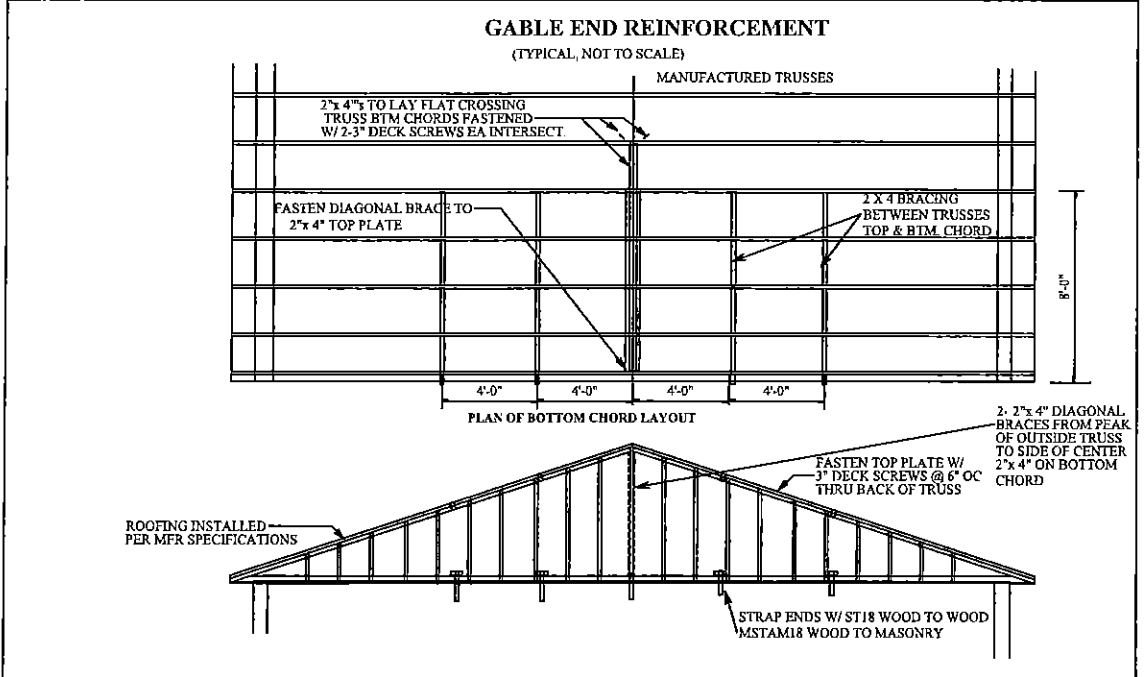 GABLE END REINFORCEMENT
(TYPICAL, NOT TO SCALE)
MANUFACTURED TRUSSES
2"x 4"'s TO LAY FLAT CROSSING
TRUSS BTM CHORDS FASTENED
W/ 2-3" DECK SCREWS EA INTERSECT.
FASTEN DIAGONAL BRACE TO
2"x 4" TOP PLATE
2 X 4 BRACING
BETWEEN TRUSSES
TOP & BTM. CHORD
8'-0"
4'-0"
4'-0"
4'-0"
4'-0"
PLAN OF BOTTOM CHORD LAYOUT
2- 2"x 4" DIAGONAL
BRACES FROM PEAK
OF OUTSIDE TRUSS
TO SIDE OF CENTER
2"x 4" ON BOTTOM
CHORD
FASTEN TOP PLATE W/
3" DECK SCREWS @ 6" OC
THRU BACK OF TRUSS
ROOFING INSTALLED
PER MFR SPECIFICATIONS
STRAP ENDS W/ ST18 WOOD TO WOOD
MSTAM18 WOOD TO MASONRY